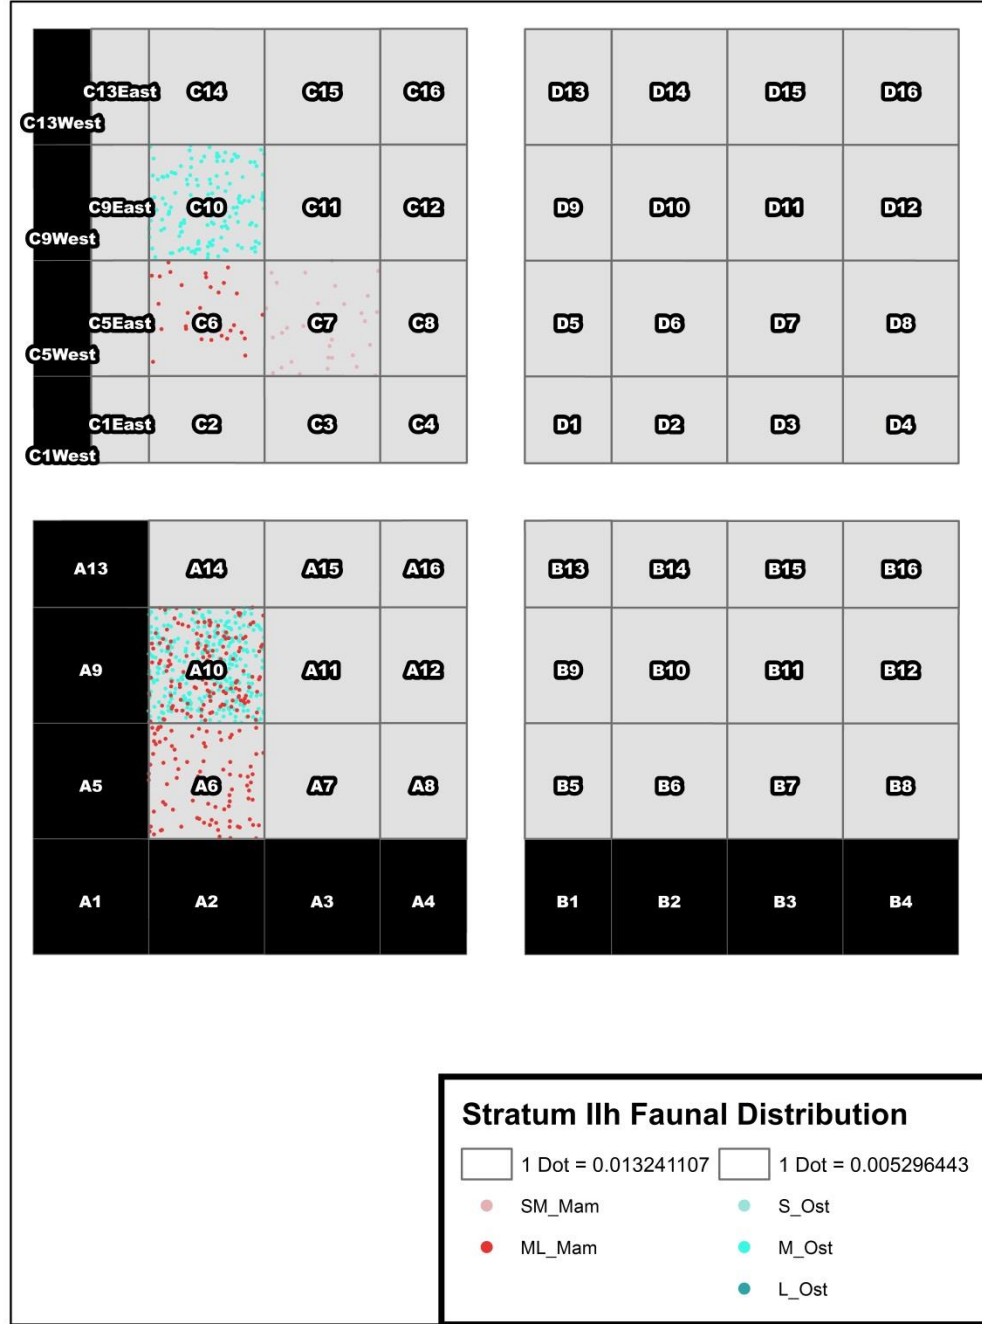 C13East C14 C15 C16 D13 D14 D15 D16
C13West
C9East C10 C11 C12 D9 D10 D11 D12
C9West
C5East C6 C7 C8 D5 D6 D7 D8
C5West
C1East C2 C3 C4 D1 D2 D3 D4
C1West
A13 A14 A15 A16 B13 B14 B15 B16
A9 A10 A11 A12 B9 B10 B11 B12
A5 A6 A7 A8 B5 B6 B7 B8
A1 A2 A3 A4 B1 B2 B3 B4
Stratum IIh Faunal Distribution
1 Dot = 0.013241107 1 Dot = 0.005296443
SM_Mam S_Ost
ML_Mam M_Ost
L_Ost